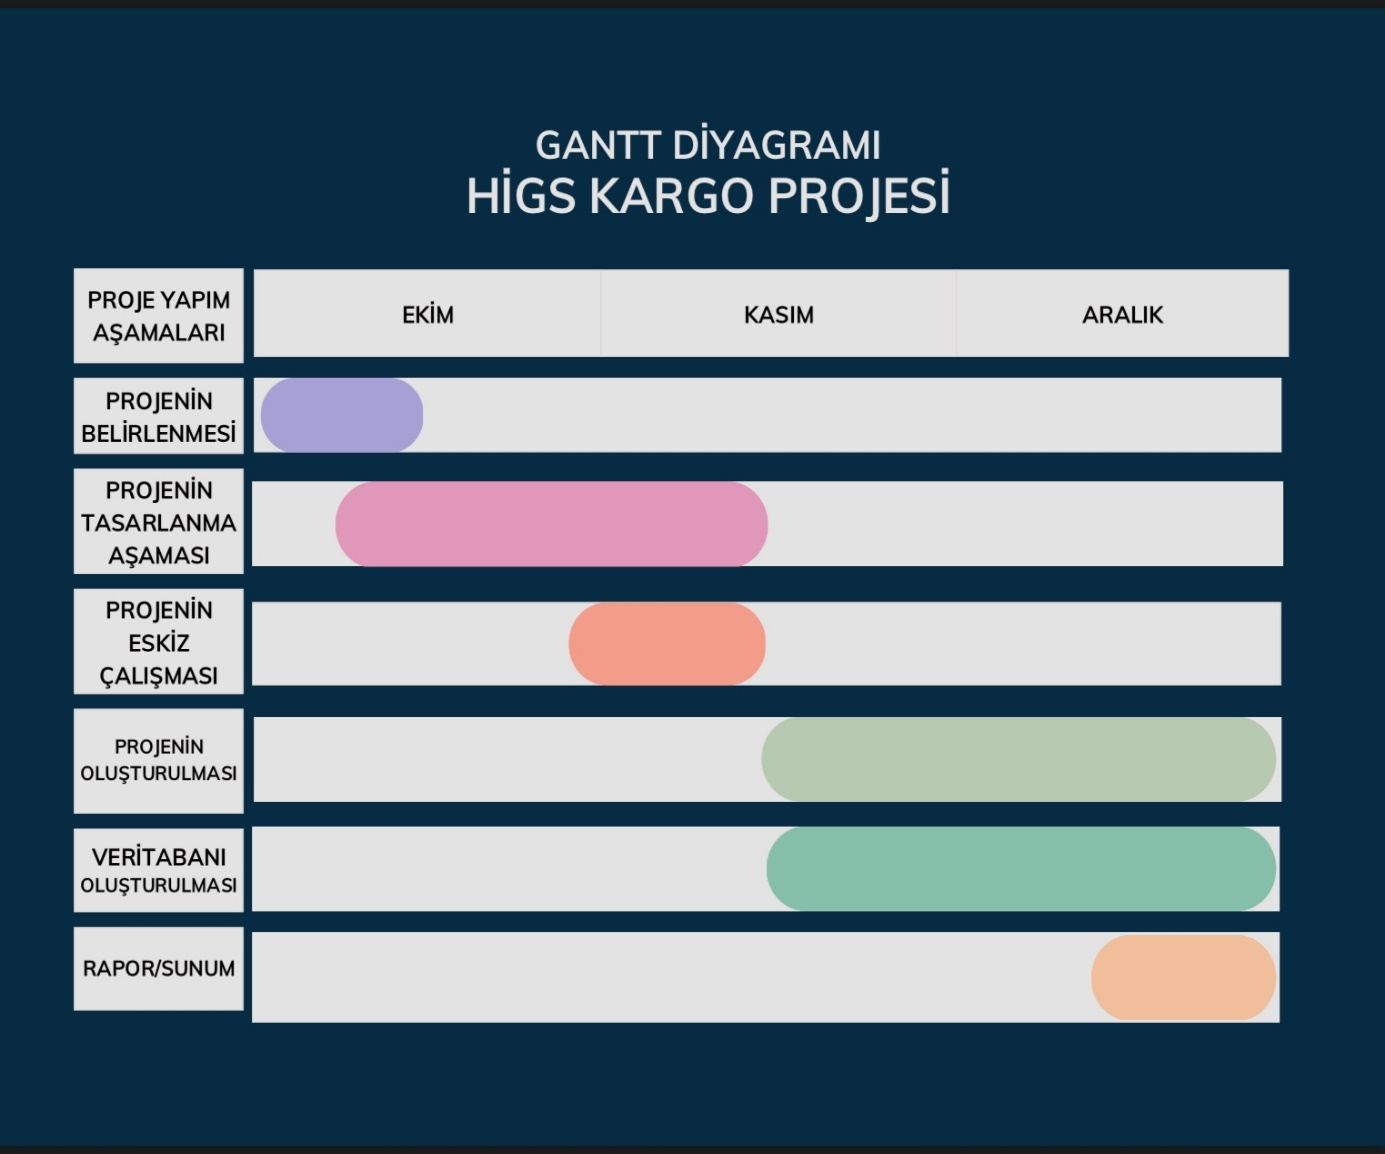 GANTT DİYAGRAMI
HİGS KARGO PROJESİ
PROJE YAPIM
AŞAMALARI
EKİM
KASIM
ARALIK
PROJENİN
BELİRLENMESİ
PROJENİN
TASARLANMA
AŞAMASI
PROJENİN
ESKİZ
ÇALIŞMASI
PROJENİN
OLUŞTURULMASI
VERİTABANI
OLUŞTURULMASI
RAPOR/SUNUM